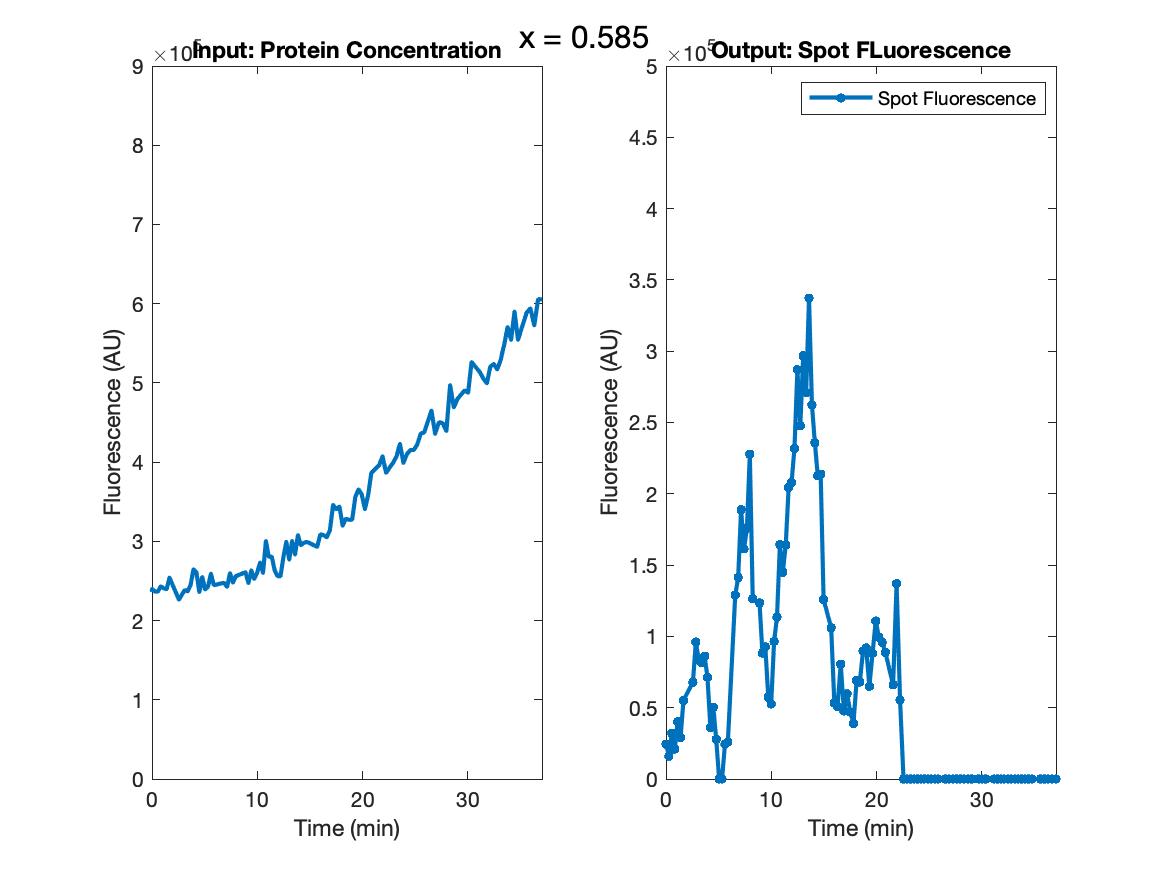 x = 0.585
×10⁵
Input: Protein Concentration
9
8
7
6
5
4
3
2
1
0
Fluorescence (AU)
0 10 20 30
Time (min)
×10⁵
Output: Spot FLuorescence
Spot Fluorescence
5
4.5
4
3.5
3
2.5
2
1.5
1
0.5
0
Fluorescence (AU)
0 10 20 30
Time (min)